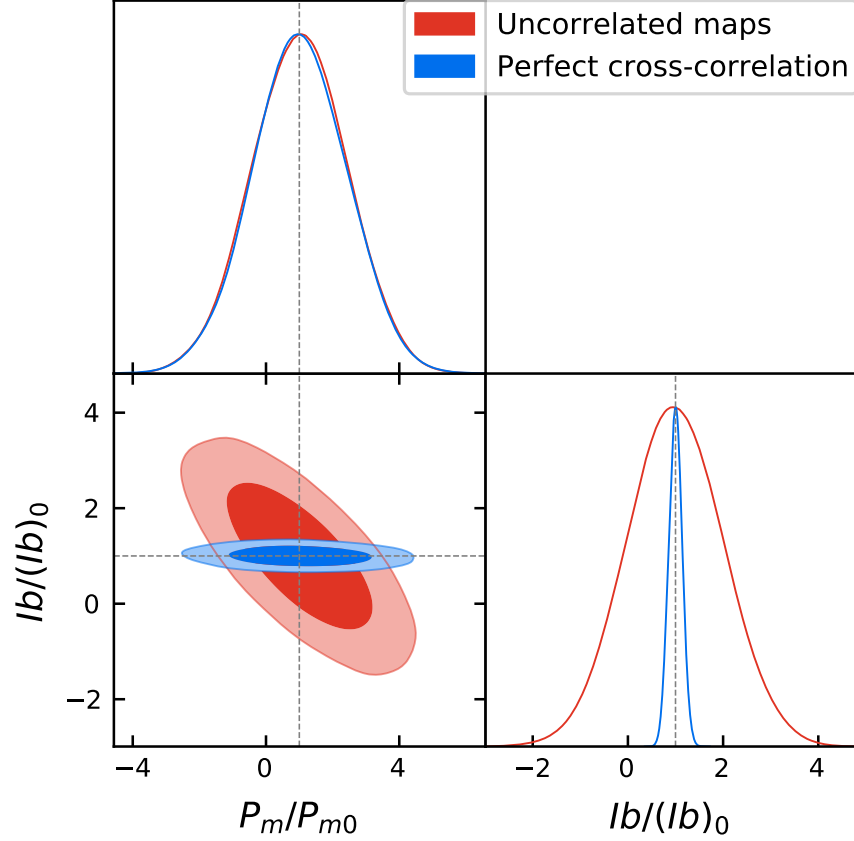 Uncorrelated maps
Perfect cross-correlation
4
2
0
−2
Ib/(Ib)₀
−4 0 4
−2 0 2 4
Pₘ/Pₘ₀
Ib/(Ib)₀